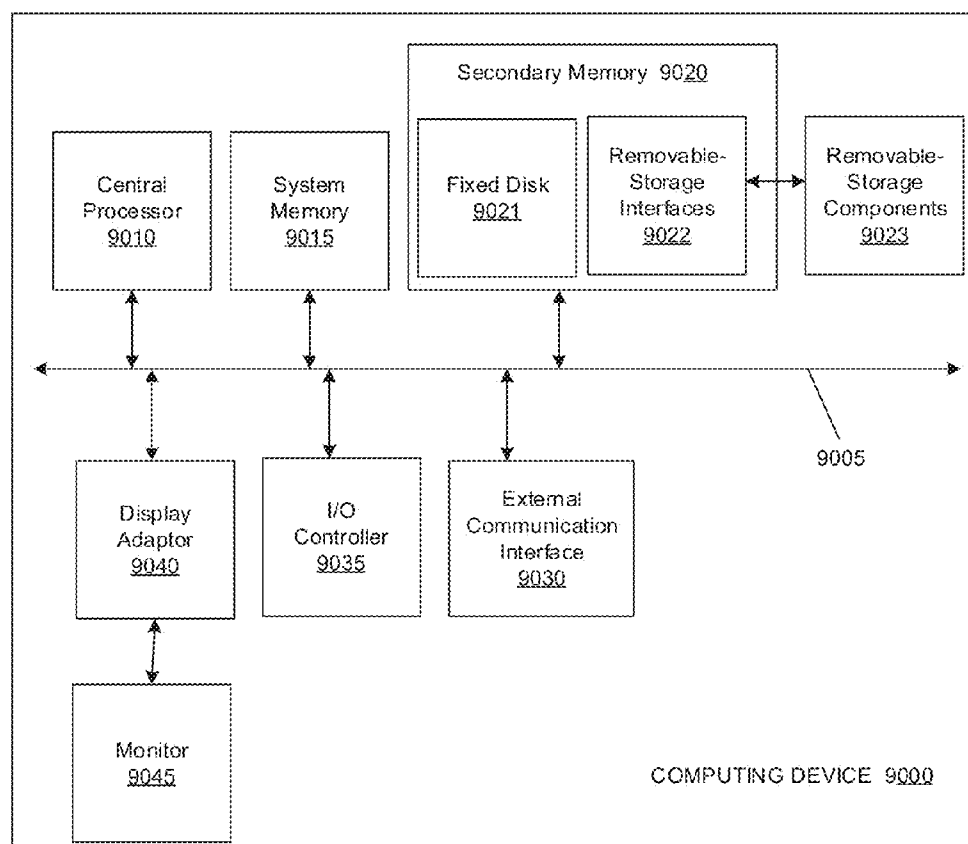 Secondary Memory 9020
Central
Processor
9010
System
Memory
9015
Fixed Disk
9021
Removable-
Storage
Interfaces
9022
Removable-
Storage
Components
9023
9005
Display
Adaptor
9040
I/O
Controller
9035
External
Communication
Interface
9030
Monitor
9045
COMPUTING DEVICE 9000